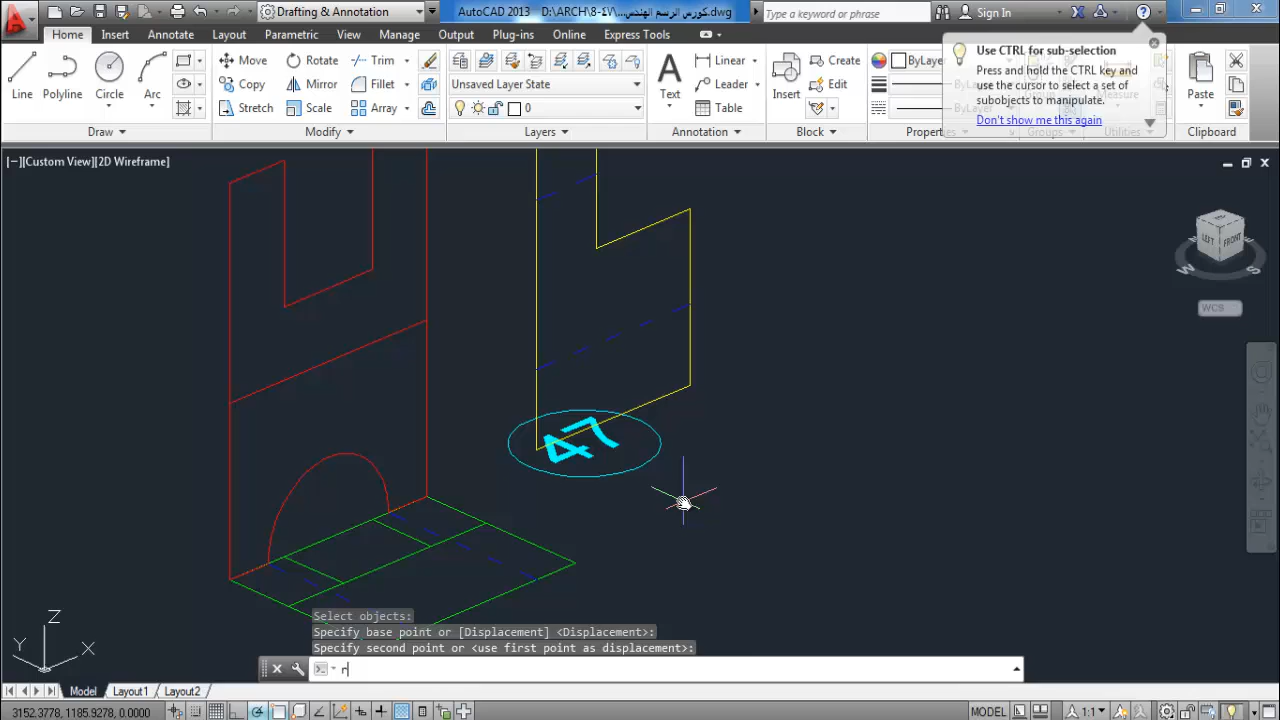 Drafting & Annotation
AutoCAD 2013 D:\ARCH\8-٤٧\...كورس الرسم الهندس.dwg
Type a keyword or phrase
Sign In
Home Insert Annotate Layout Parametric View Manage Output Plug-ins Online Express Tools
Line
Polyline
Circle
Arc
Draw
Move Rotate Trim
Copy Mirror Fillet
Stretch Scale Array
Modify
Unsaved Layer State
0
Layers
Text
Linear
Leader
Table
Annotation
Insert
Create
Edit
Block
ByLayer
Properties
Groups
Utilities
Measure
Paste
Clipboard
Use CTRL for sub-selection
Press and hold the CTRL key and
use the cursor to select a set of
subobjects to manipulate.
Don't show me this again
[−][Custom View][2D Wireframe]
LEFT FRONT
W S
WCS
47
Z
Y X
Select objects:
Specify base point or [Displacement] <Displacement>:
Specify second point or <use first point as displacement>:
r
Model Layout1 Layout2
3152.3778, 1185.9278, 0.0000
MODEL
1:1